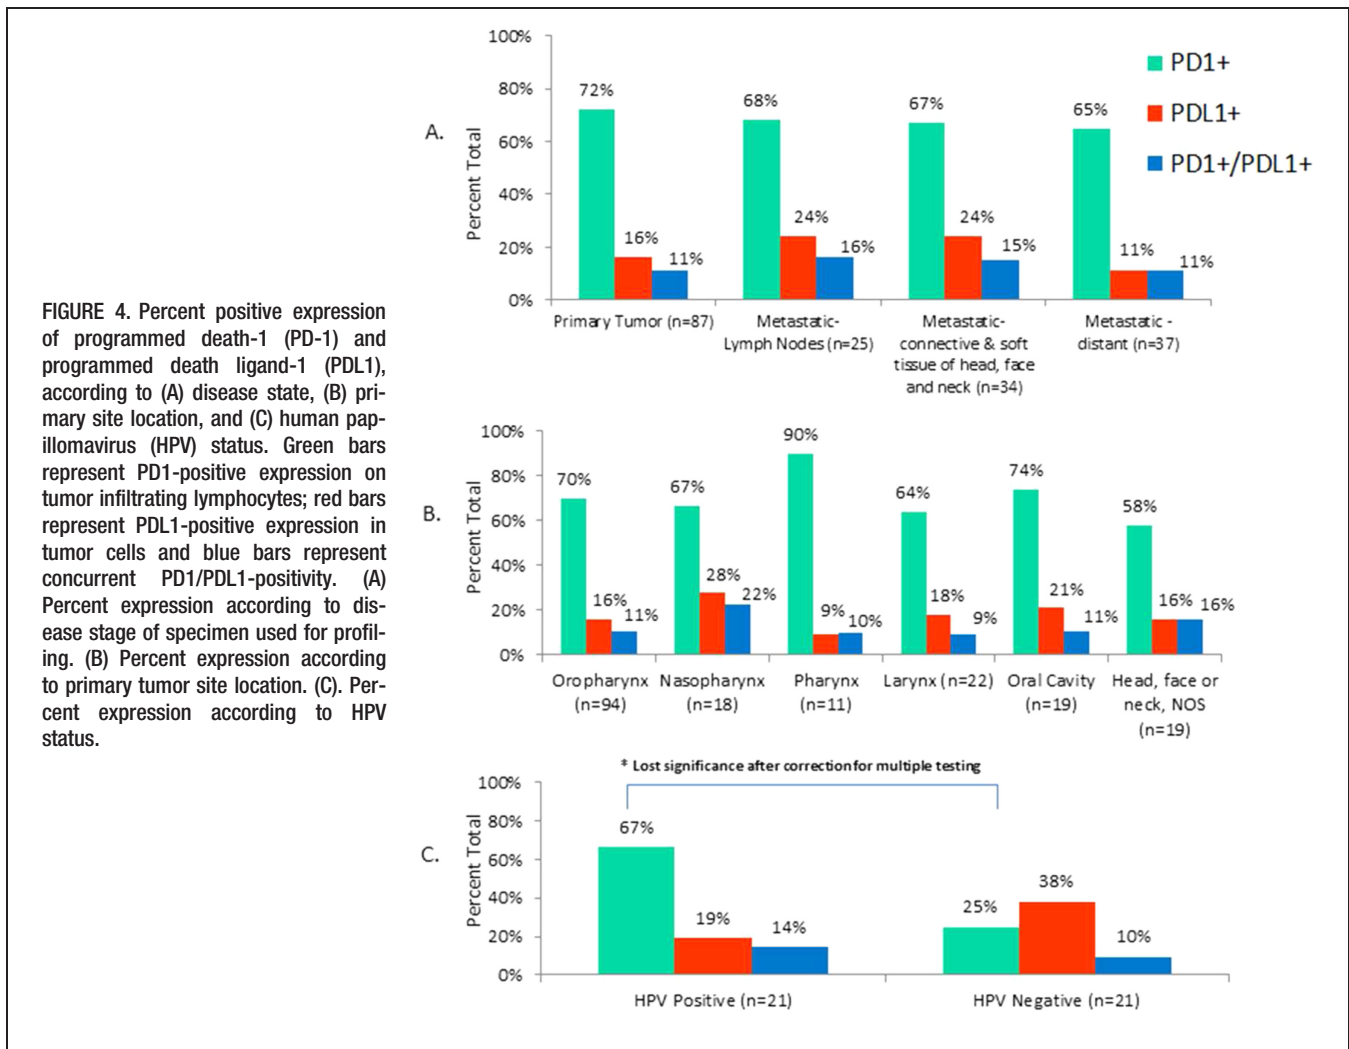 FIGURE 4. Percent positive expression
of programmed death-1 (PD-1) and
programmed death ligand-1 (PDL1),
according to (A) disease state, (B) pri-
mary site location, and (C) human pap-
illomavirus (HPV) status. Green bars
represent PD1-positive expression on
tumor infiltrating lymphocytes; red bars
represent PDL1-positive expression in
tumor cells and blue bars represent
concurrent PD1/PDL1-positivity. (A)
Percent expression according to dis-
ease stage of specimen used for profil-
ing. (B) Percent expression according
to primary tumor site location. (C). Per-
cent expression according to HPV
status.
A.
Percent Total
100%
80%
60%
40%
20%
0%
72%
16%
11%
68%
24%
16%
67%
24%
15%
65%
11%
11%
PD1+
PDL1+
PD1+/PDL1+
Primary Tumor (n=87)
Metastatic-
Lymph Nodes (n=25)
Metastatic-
connective & soft
tissue of head, face
and neck (n=34)
Metastatic -
distant (n=37)
B.
Percent Total
100%
80%
60%
40%
20%
0%
70%
16%
11%
67%
28%
22%
90%
9%
10%
64%
18%
9%
74%
21%
11%
58%
16%
16%
Oropharynx
(n=94)
Nasopharynx
(n=18)
Pharynx
(n=11)
Larynx (n=22)
Oral Cavity
(n=19)
Head, face or
neck, NOS
(n=19)
C.
* Lost significance after correction for multiple testing
Percent Total
100%
80%
60%
40%
20%
0%
67%
19%
14%
25%
38%
10%
HPV Positive (n=21)
HPV Negative (n=21)